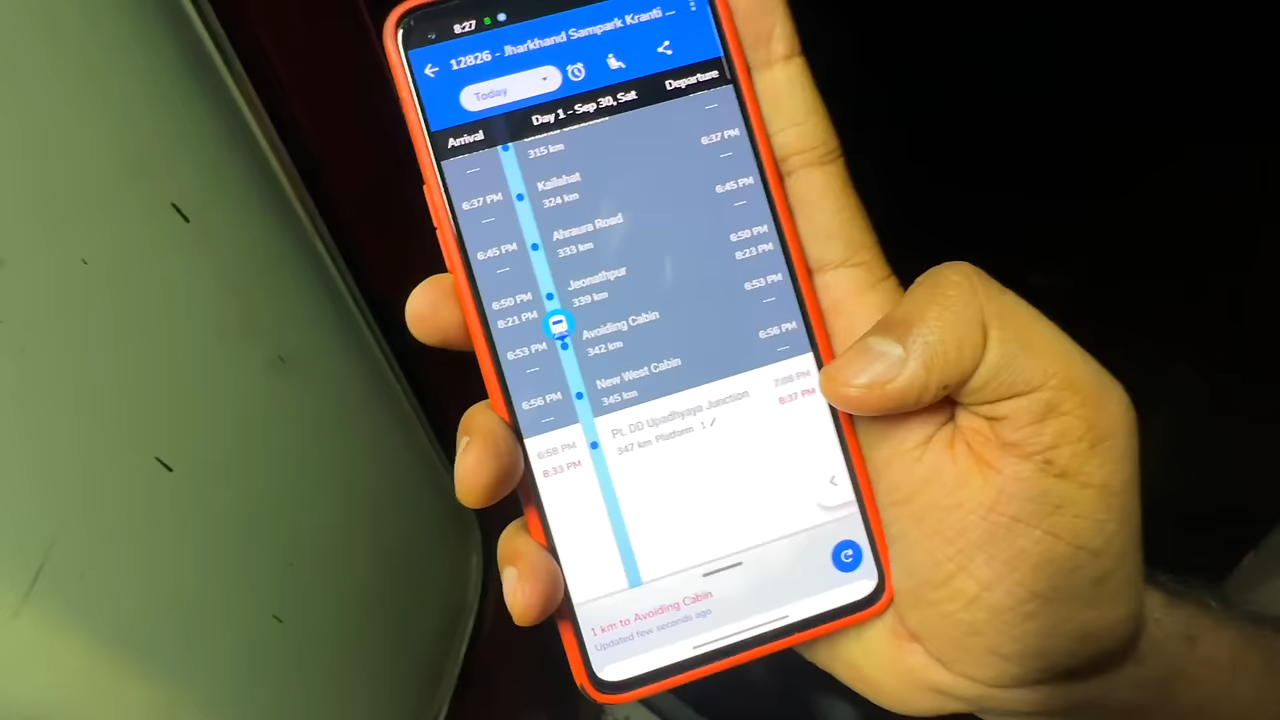 8:27
12826 - Jharkhand Sampark Kranti ...
Today
Arrival Day 1 - Sep 30, Sat Departure
315 km
6:37 PM Kailahat 6:37 PM
324 km
6:45 PM Ahraura Road 6:45 PM
333 km
6:50 PM Jeonathpur 6:50 PM
8:21 PM 339 km 8:23 PM
6:53 PM Avoiding Cabin 6:53 PM
342 km
6:56 PM New West Cabin 6:56 PM
345 km
6:58 PM Pt. DD Upadhyaya Junction 7:08 PM
8:33 PM 347 km Platform 1 8:37 PM
1 km to Avoiding Cabin
Updated few seconds ago